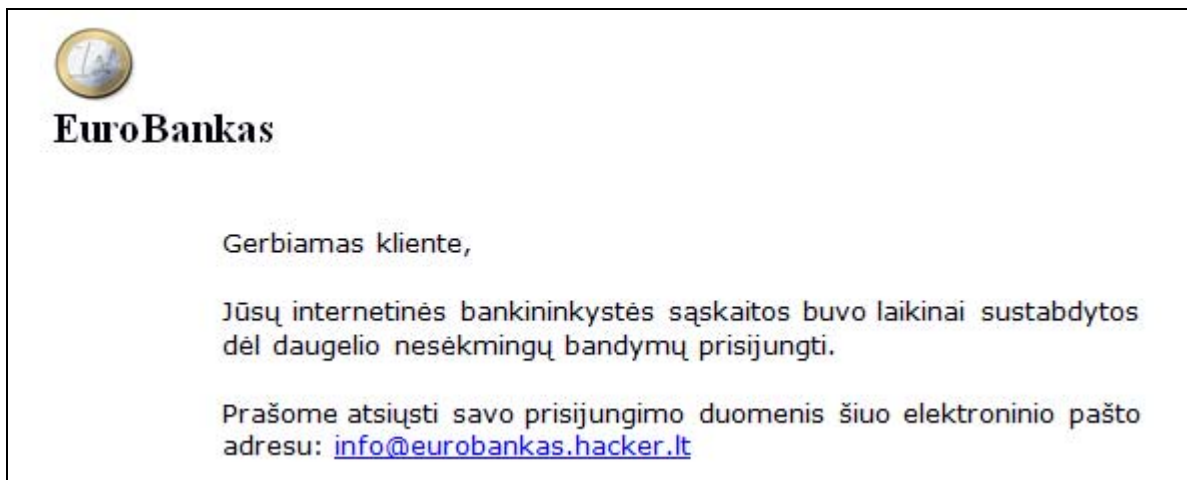 EuroBankas
Gerbiamas kliente,
Jūsų internetinės bankininkystės sąskaitos buvo laikinai sustabdytos
dėl daugelio nesėkmingų bandymų prisijungti.
Prašome atsiųsti savo prisijungimo duomenis šiuo elektroninio pašto
adresu: info@eurobankas.hacker.lt